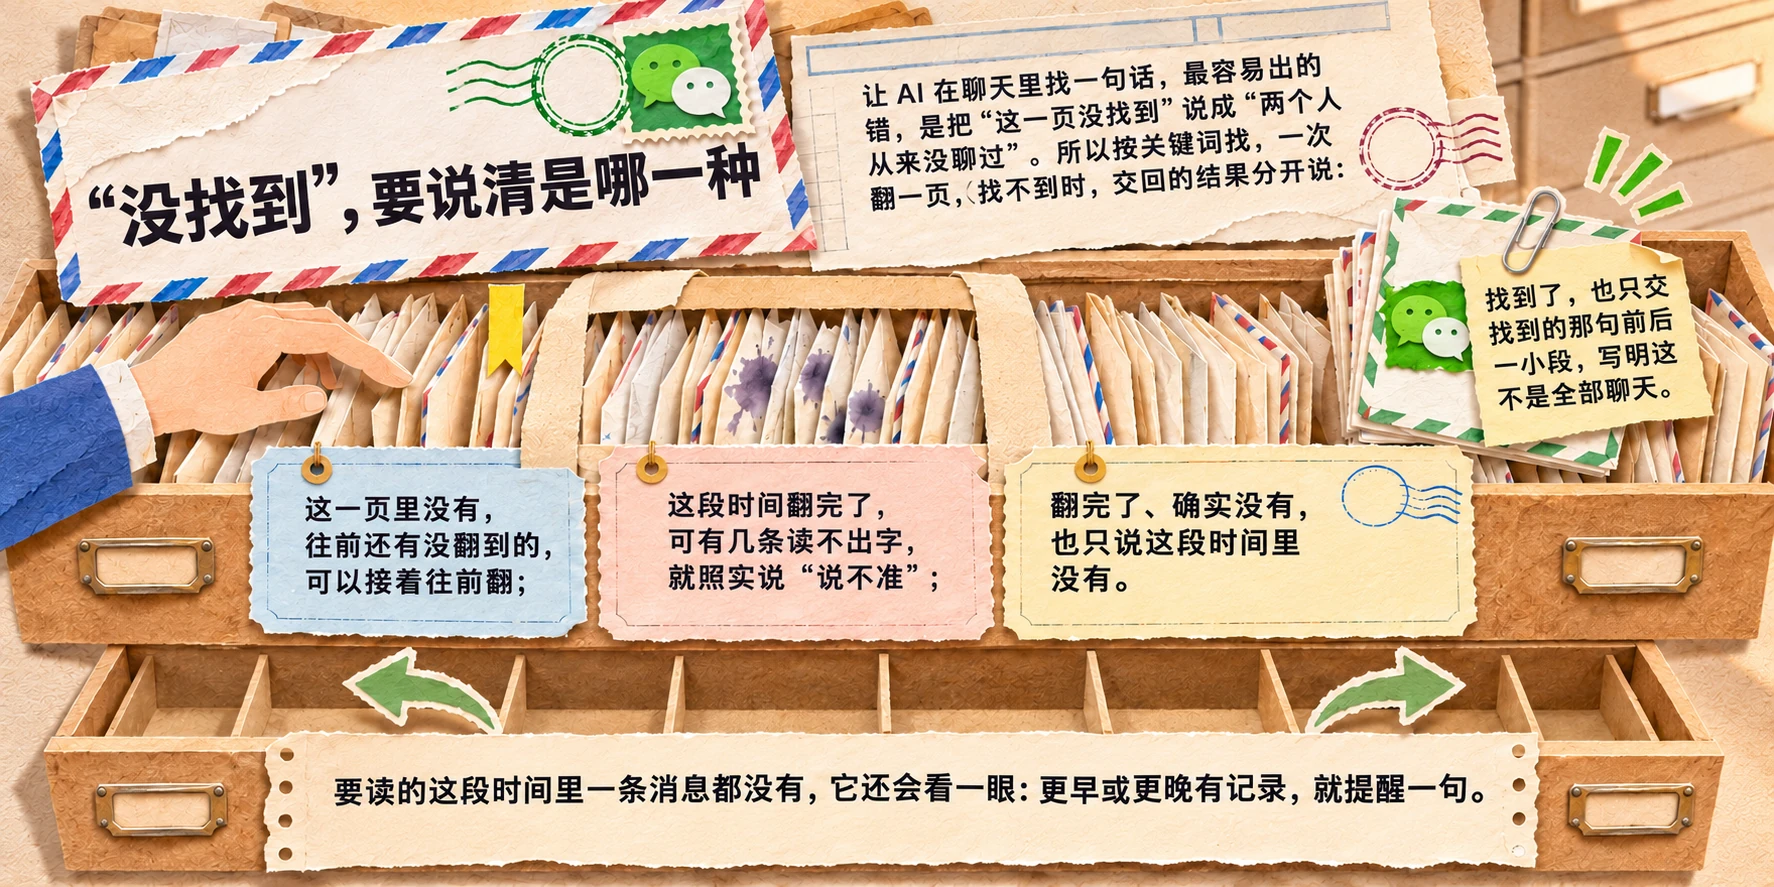 “没找到”，要说清是哪一种
让 AI 在聊天里找一句话，最容易出的
错，是把“这一页没找到”说成“两个人
从来没聊过”。所以按关键词找，一次
翻一页，找不到时，交回的结果分开说：
找到了，也只交
找到的那句前后
一小段，写明这
不是全部聊天。
这一页里没有，
往前还有没翻到的，
可以接着往前翻；
这段时间翻完了，
可有几条读不出字，
就照实说“说不准”；
翻完了、确实没有，
也只说这段时间里
没有。
要读的这段时间里一条消息都没有，它还会看一眼：更早或更晚有记录，就提醒一句。